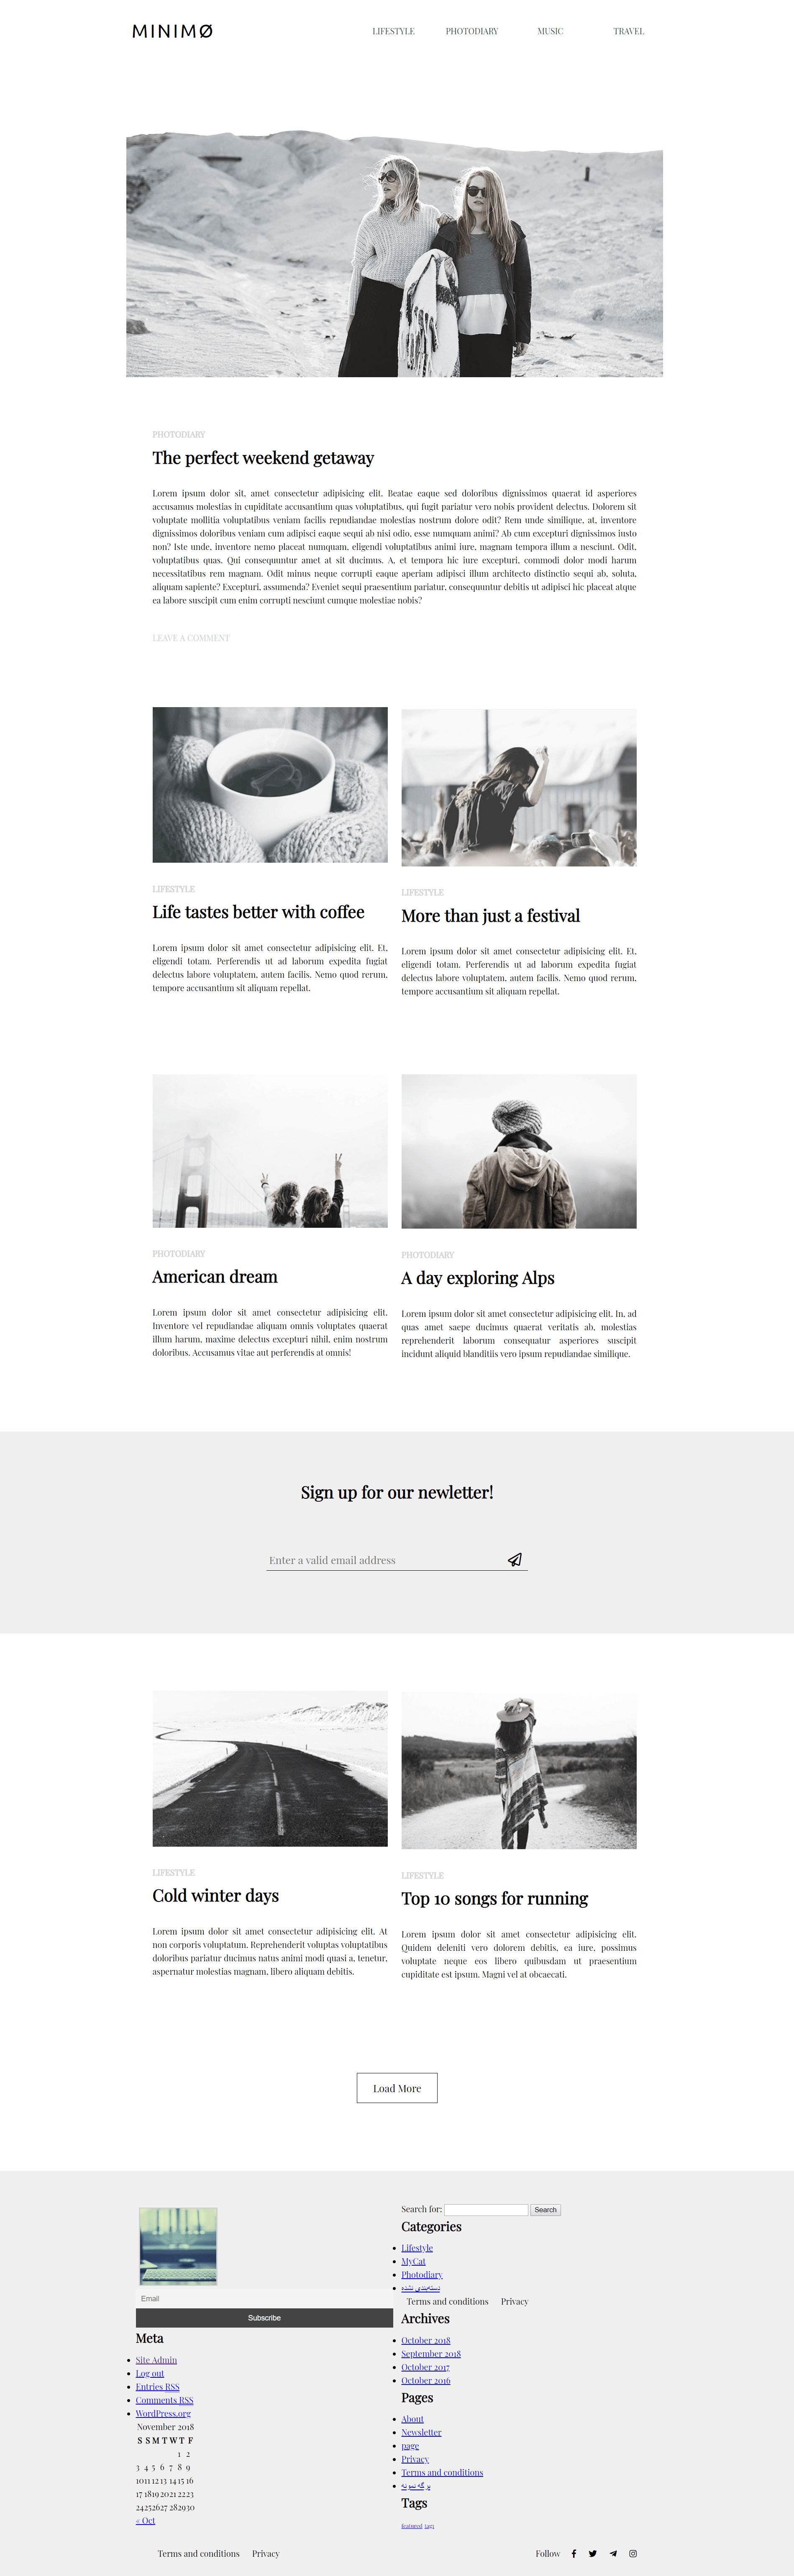 MINIMØ
LIFESTYLE PHOTODIARY MUSIC TRAVEL
PHOTODIARY
The perfect weekend getaway
Lorem ipsum dolor sit, amet consectetur adipisicing elit. Beatae eaque sed doloribus dignissimos quaerat id asperiores
accusamus molestias in cupiditate accusantium quas voluptatibus, qui fugit pariatur vero nobis provident delectus. Dolorem sit
voluptate mollitia voluptatibus veniam facilis repudiandae molestias nostrum dolore odit? Rem unde similique, at, inventore
dignissimos doloribus veniam cum adipisci eaque sequi ab nisi odio, esse numquam animi? Ab cum excepturi dignissimos iusto
non? Iste unde, inventore nemo placeat numquam, eligendi voluptatibus animi iure, magnam tempora illum a nesciunt. Odit,
voluptatibus quas. Qui consequuntur amet at sit ducimus. A, et tempora hic iure excepturi, commodi dolor modi harum
necessitatibus rem magnam. Odit minus neque corrupti eaque aperiam adipisci illum architecto distinctio sequi ab, soluta,
aliquam sapiente? Excepturi, assumenda? Eveniet sequi praesentium pariatur, consequuntur debitis ut adipisci hic placeat atque
ea labore suscipit cum enim corrupti nesciunt cumque molestiae nobis?
LEAVE A COMMENT
LIFESTYLE
Life tastes better with coffee
Lorem ipsum dolor sit amet consectetur adipisicing elit. Et,
eligendi totam. Perferendis ut ad laborum expedita fugiat
delectus labore voluptatem, autem facilis. Nemo quod rerum,
tempore accusantium sit aliquam repellat.
LIFESTYLE
More than just a festival
Lorem ipsum dolor sit amet consectetur adipisicing elit. Et,
eligendi totam. Perferendis ut ad laborum expedita fugiat
delectus labore voluptatem, autem facilis. Nemo quod rerum,
tempore accusantium sit aliquam repellat.
PHOTODIARY
American dream
Lorem ipsum dolor sit amet consectetur adipisicing elit.
Inventore vel repudiandae aliquam omnis voluptates quaerat
illum harum, maxime delectus excepturi nihil, enim nostrum
doloribus. Accusamus vitae aut perferendis at omnis!
PHOTODIARY
A day exploring Alps
Lorem ipsum dolor sit amet consectetur adipisicing elit. In, ad
quas amet saepe ducimus quaerat veritatis ab, molestias
reprehenderit laborum consequatur asperiores suscipit
incidunt aliquid blanditiis vero ipsum repudiandae similique.
Sign up for our newletter!
Enter a valid email address
LIFESTYLE
Cold winter days
Lorem ipsum dolor sit amet consectetur adipisicing elit. At
non corporis voluptatum. Reprehenderit voluptas voluptatibus
doloribus pariatur ducimus natus animi modi quasi a, tenetur,
aspernatur molestias magnam, libero aliquam debitis.
LIFESTYLE
Top 10 songs for running
Lorem ipsum dolor sit amet consectetur adipisicing elit.
Quidem deleniti vero dolorem debitis, ea iure, possimus
voluptate neque eos libero quibusdam ut praesentium
cupiditate est ipsum. Magni vel at obcaecati.
Load More
Email
Subscribe
Meta
Site Admin
Log out
Entries RSS
Comments RSS
WordPress.org
November 2018
S S M T W T F
1 2
3 4 5 6 7 8 9
10 11 12 13 14 15 16
17 18 19 20 21 22 23
24 25 26 27 28 29 30
« Oct
Search for: Search
Categories
Lifestyle
MyCat
Photodiary
دسته‌بندی نشده
Terms and conditions Privacy
Archives
October 2018
September 2018
October 2017
October 2016
Pages
About
Newsletter
page
Privacy
Terms and conditions
برگه نمونه
Tags
featured tags
Terms and conditions Privacy
Follow